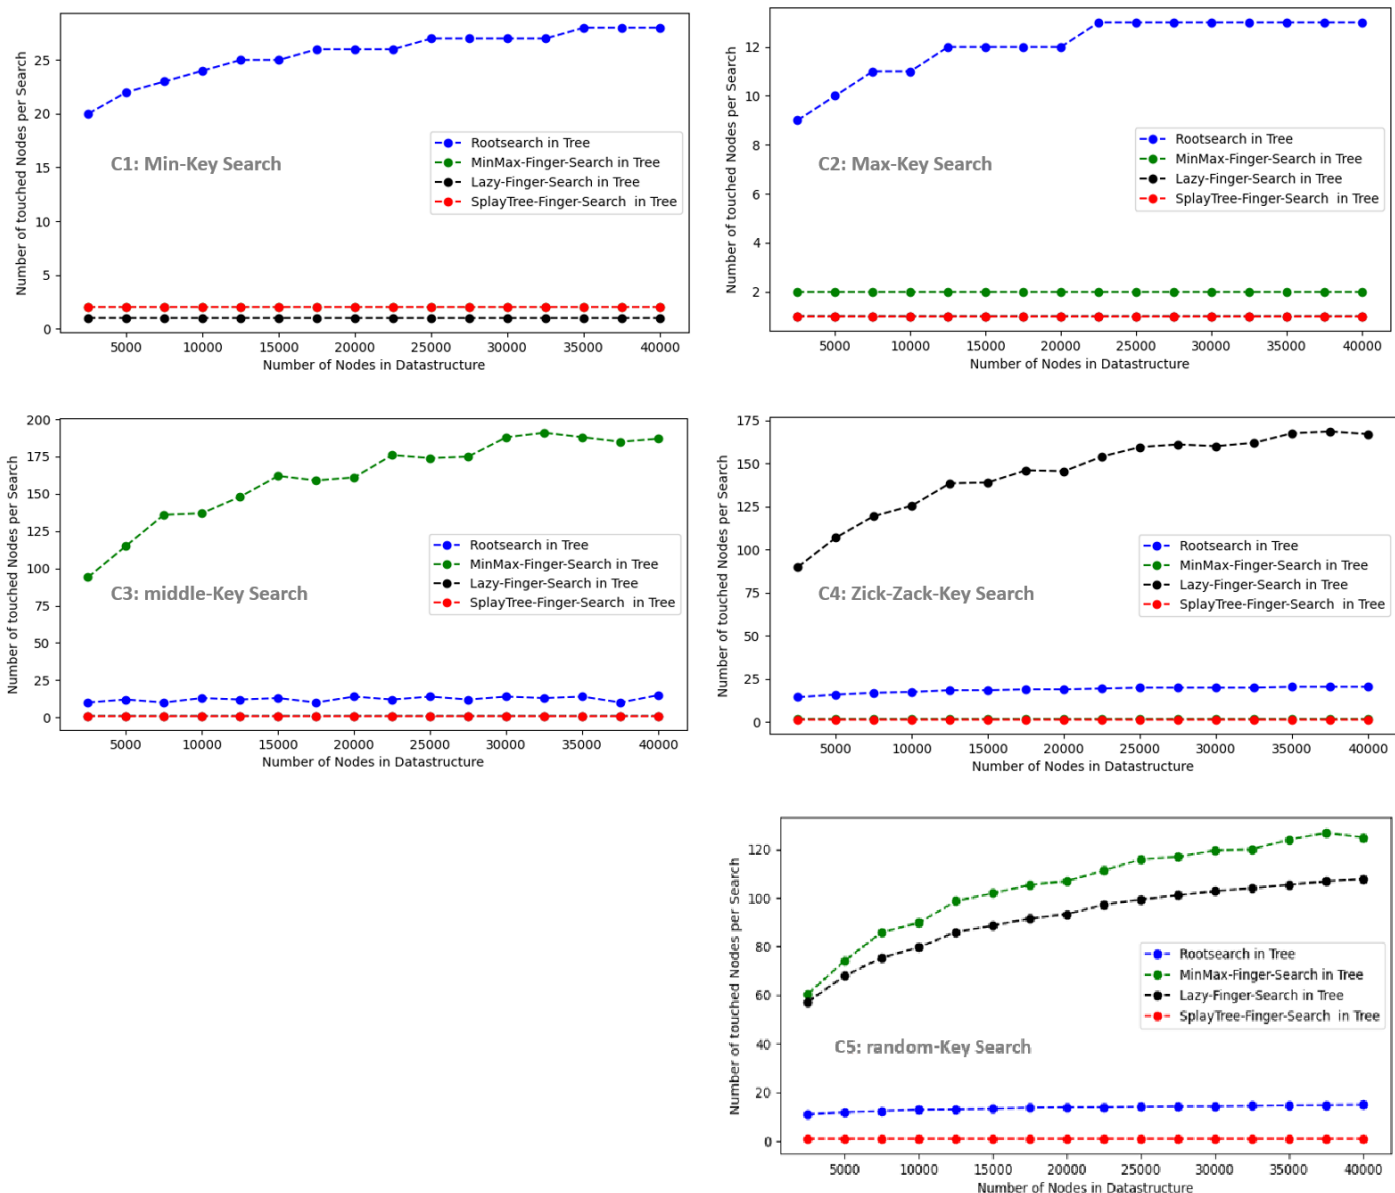 Number of touched Nodes per Search
25
20
15
10
5
0
C1: Min-Key Search
Rootsearch in Tree
MinMax-Finger-Search in Tree
Lazy-Finger-Search in Tree
SplayTree-Finger-Search in Tree
5000 10000 15000 20000 25000 30000 35000 40000
Number of Nodes in Datastructure
Number of touched Nodes per Search
12
10
8
6
4
2
C2: Max-Key Search
Rootsearch in Tree
MinMax-Finger-Search in Tree
Lazy-Finger-Search in Tree
SplayTree-Finger-Search in Tree
5000 10000 15000 20000 25000 30000 35000 40000
Number of Nodes in Datastructure
Number of touched Nodes per Search
200
175
150
125
100
75
50
25
0
C3: middle-Key Search
Rootsearch in Tree
MinMax-Finger-Search in Tree
Lazy-Finger-Search in Tree
SplayTree-Finger-Search in Tree
5000 10000 15000 20000 25000 30000 35000 40000
Number of Nodes in Datastructure
Number of touched Nodes per Search
175
150
125
100
75
50
25
0
C4: Zick-Zack-Key Search
Rootsearch in Tree
MinMax-Finger-Search in Tree
Lazy-Finger-Search in Tree
SplayTree-Finger-Search in Tree
5000 10000 15000 20000 25000 30000 35000 40000
Number of Nodes in Datastructure
Number of touched Nodes per Search
120
100
80
60
40
20
0
Rootsearch in Tree
MinMax-Finger-Search in Tree
Lazy-Finger-Search in Tree
SplayTree-Finger-Search in Tree
C5: random-Key Search
5000 10000 15000 20000 25000 30000 35000 40000
Number of Nodes in Datastructure